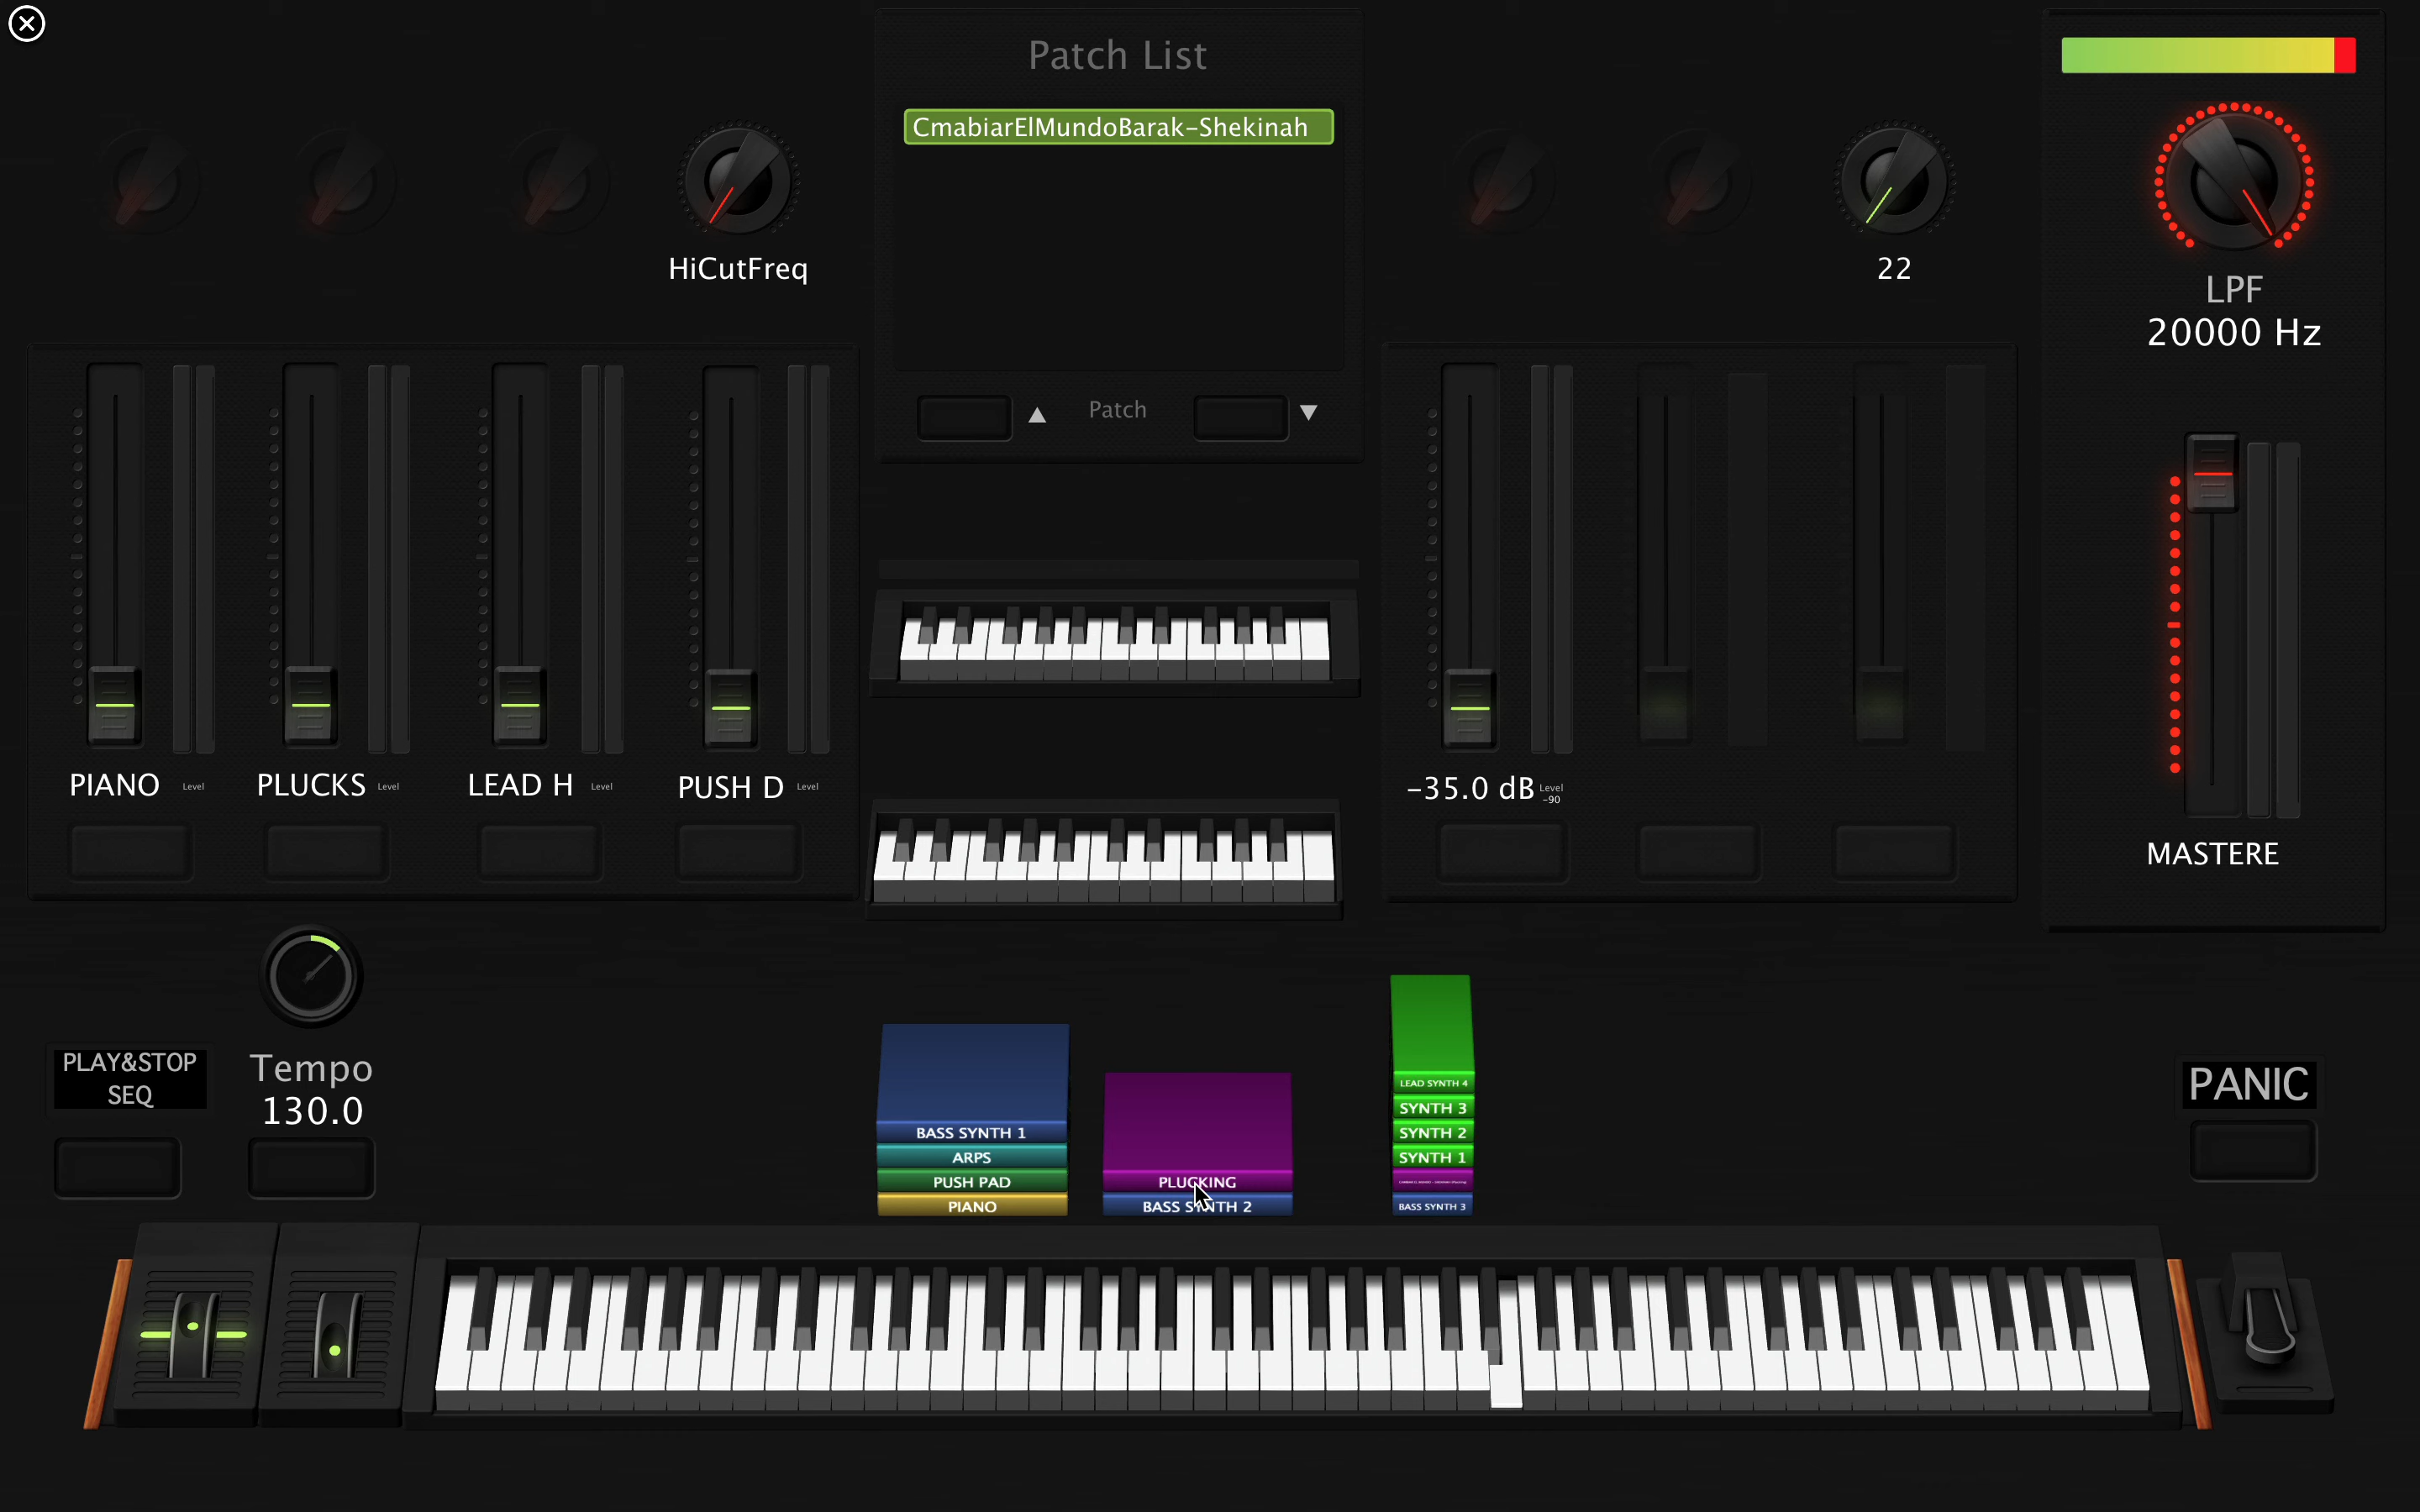 Patch List
CmabiarElMundoBarak-Shekinah
HiCutFreq
22
LPF
20000 Hz
Patch
PIANO Level
PLUCKS Level
LEAD H Level
PUSH D Level
-35.0 dB Level
-90
MASTERE
PLAY&STOP
SEQ
Tempo
130.0
BASS SYNTH 1
ARPS
PUSH PAD
PIANO
PLUCKING
BASS SYNTH 2
LEAD SYNTH 4
SYNTH 3
SYNTH 2
SYNTH 1
BASS SYNTH 3
PANIC